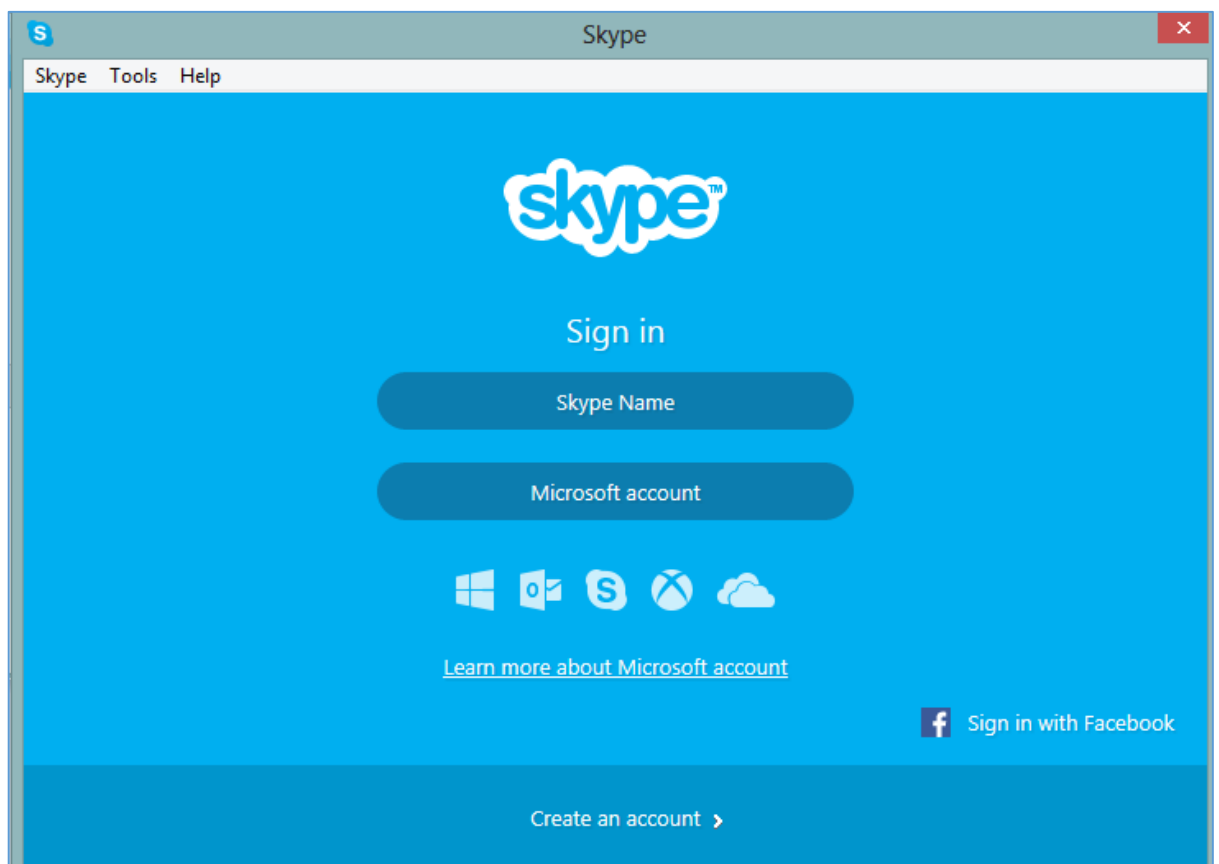 Skype
Skype Tools Help
skype™
Sign in
Skype Name
Microsoft account
Learn more about Microsoft account
Sign in with Facebook
Create an account